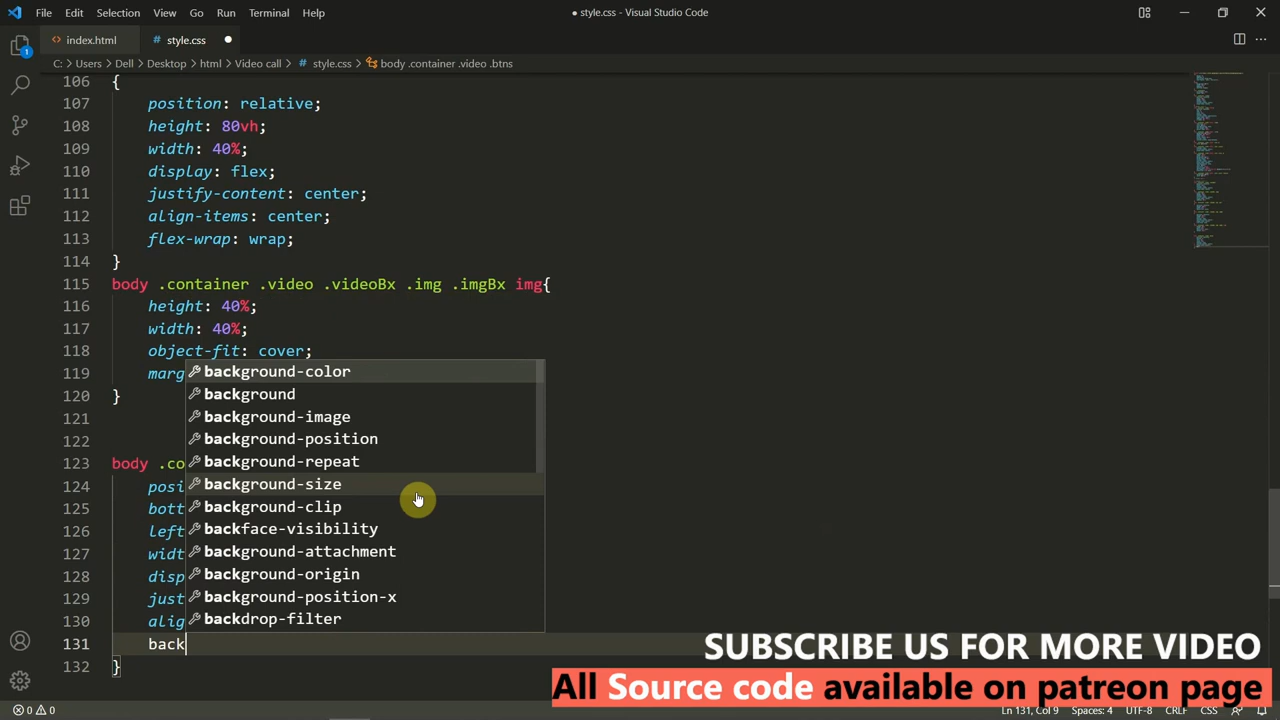 File Edit Selection View Go Run Terminal Help
● style.css - Visual Studio Code
index.html
# style.css ●
C: > Users > Dell > Desktop > html > Video call > # style.css > body .container .video .btns
106 {
107 position: relative;
108 height: 80vh;
109 width: 40%;
110 display: flex;
111 justify-content: center;
112 align-items: center;
113 flex-wrap: wrap;
114 }
115 body .container .video .videoBx .img .imgBx img{
116 height: 40%;
117 width: 40%;
118 object-fit: cover;
119 marg
background-color
120 }
background
121
background-image
122
background-position
123 body .co
background-repeat
124 posi
background-size
125 bott
background-clip
126 left
backface-visibility
127 widt
background-attachment
128 disp
background-origin
129 just
background-position-x
130 alig
backdrop-filter
131 back
132 }
1
SUBSCRIBE US FOR MORE VIDEO
All Source code available on patreon page
0 0
Ln 131, Col 9 Spaces: 4 UTF-8 CRLF CSS